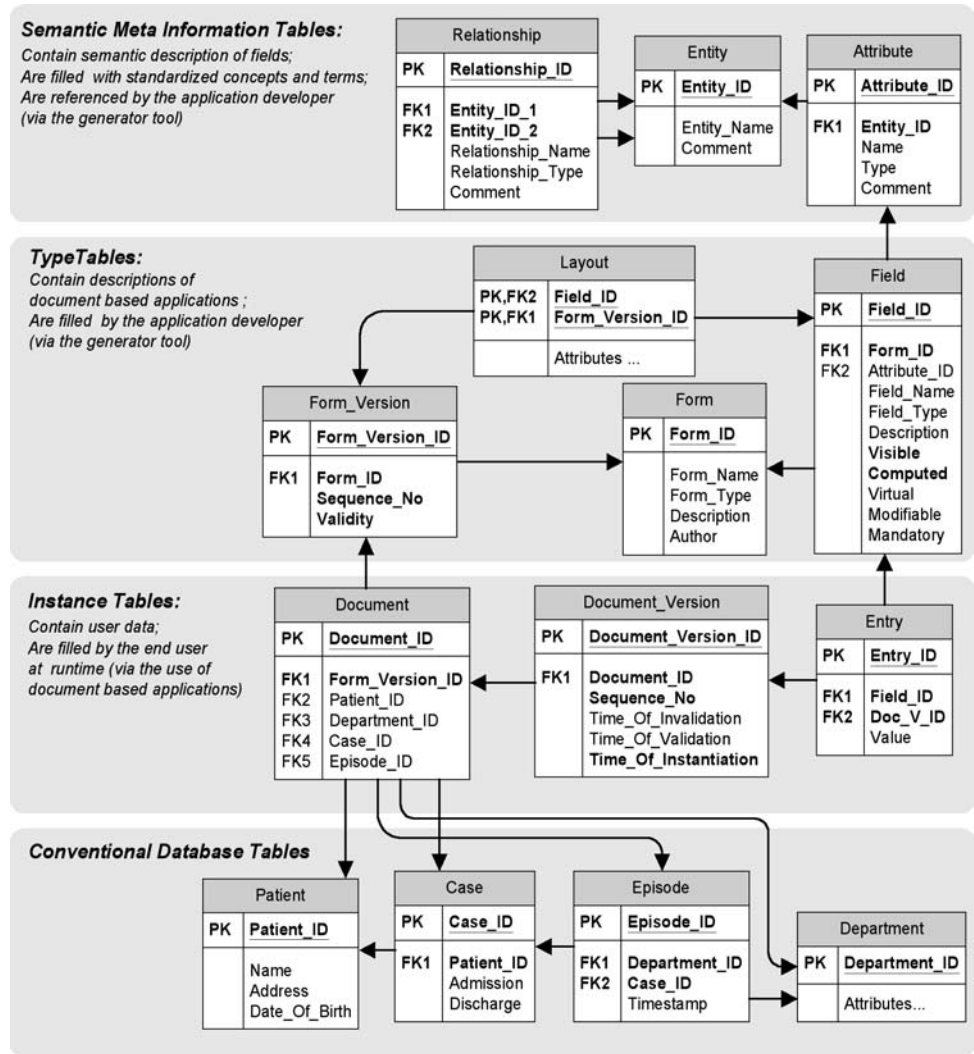 Semantic Meta Information Tables:
Contain semantic description of fields;
Are filled with standardized concepts and terms;
Are referenced by the application developer
(via the generator tool)
Relationship
PK Relationship_ID
FK1 Entity_ID_1
FK2 Entity_ID_2
Relationship_Name
Relationship_Type
Comment
Entity
PK Entity_ID
Entity_Name
Comment
Attribute
PK Attribute_ID
FK1 Entity_ID
Name
Type
Comment
TypeTables:
Contain descriptions of
document based applications ;
Are filled by the application developer
(via the generator tool)
Layout
PK,FK2 Field_ID
PK,FK1 Form_Version_ID
Attributes ...
Field
PK Field_ID
FK1 Form_ID
FK2 Attribute_ID
Field_Name
Field_Type
Description
Visible
Computed
Virtual
Modifiable
Mandatory
Form_Version
PK Form_Version_ID
FK1 Form_ID
Sequence_No
Validity
Form
PK Form_ID
Form_Name
Form_Type
Description
Author
Instance Tables:
Contain user data;
Are filled by the end user
at runtime (via the use of
document based applications)
Document
PK Document_ID
FK1 Form_Version_ID
FK2 Patient_ID
FK3 Department_ID
FK4 Case_ID
FK5 Episode_ID
Document_Version
PK Document_Version_ID
FK1 Document_ID
Sequence_No
Time_Of_Invalidation
Time_Of_Validation
Time_Of_Instantiation
Entry
PK Entry_ID
FK1 Field_ID
FK2 Doc_V_ID
Value
Conventional Database Tables
Patient
PK Patient_ID
Name
Address
Date_Of_Birth
Case
PK Case_ID
FK1 Patient_ID
Admission
Discharge
Episode
PK Episode_ID
FK1 Department_ID
FK2 Case_ID
Timestamp
Department
PK Department_ID
Attributes...